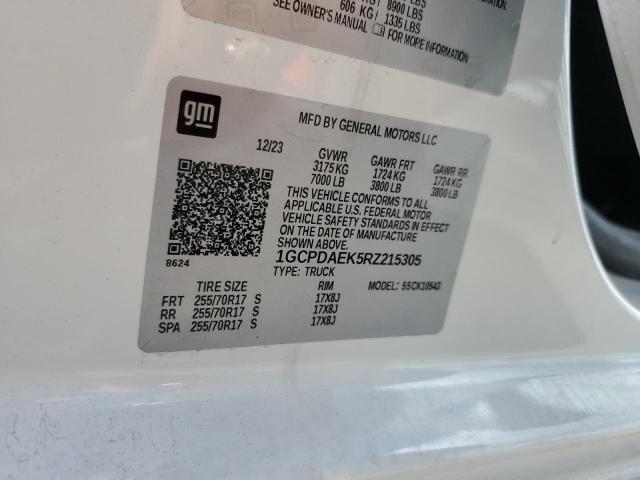 KG / 8900 LBS
606 KG / 1335 LBS
SEE OWNER'S MANUAL FOR MORE INFORMATION
gm
MFD BY GENERAL MOTORS LLC
12/23 GVWR GAWR FRT GAWR RR
3175 KG 1724 KG 1724 KG
7000 LB 3800 LB 3800 LB
THIS VEHICLE CONFORMS TO ALL
APPLICABLE U.S. FEDERAL MOTOR
VEHICLE SAFETY STANDARDS IN EFFECT
ON THE DATE OF MANUFACTURE
SHOWN ABOVE.
8624
1GCPDAEK5RZ215305
TYPE: TRUCK MODEL: 55CK10543
TIRE SIZE RIM
FRT 255/70R17 S 17X8J
RR 255/70R17 S 17X8J
SPA 255/70R17 S 17X8J